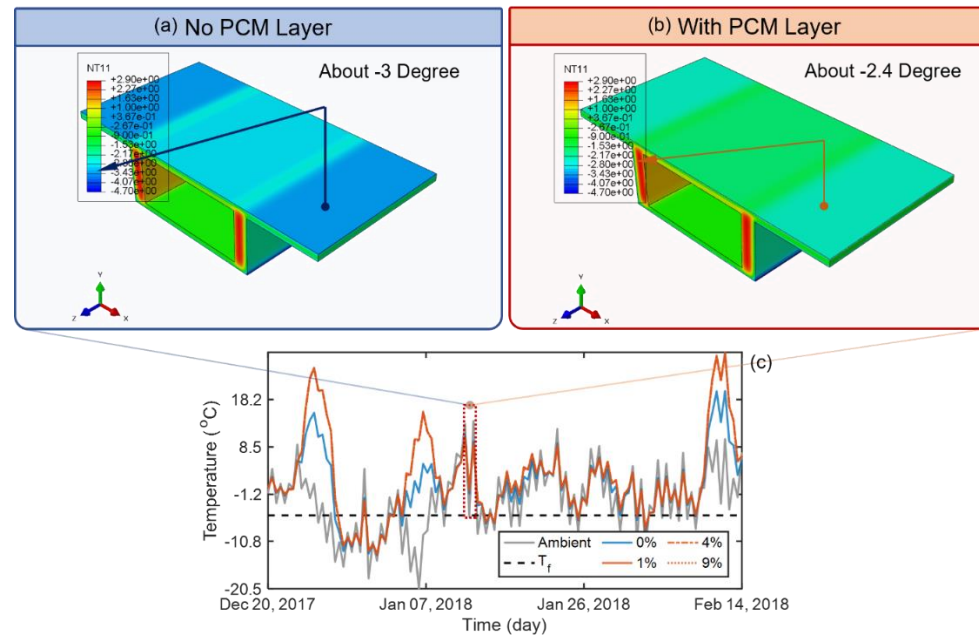 (a) No PCM Layer
NT11
+2.90e+00
+2.27e+00
+1.63e+00
+1.00e+00
+3.67e-01
-2.67e-01
-9.00e-01
-1.53e+00
-2.17e+00
-2.80e+00
-3.43e+00
-4.07e+00
-4.70e+00
About -3 Degree
Y
Z
X
(b) With PCM Layer
NT11
+2.90e+00
+2.27e+00
+1.63e+00
+1.00e+00
+3.67e-01
-2.67e-01
-9.00e-01
-1.53e+00
-2.17e+00
-2.80e+00
-3.43e+00
-4.07e+00
-4.70e+00
About -2.4 Degree
Y
Z
X
(c)
Temperature (°C)
18.2
8.5
-1.2
-10.8
-20.5
Ambient 0% 4%
T_f 1% 9%
Dec 20, 2017 Jan 07, 2018 Jan 26, 2018 Feb 14, 2018
Time (day)